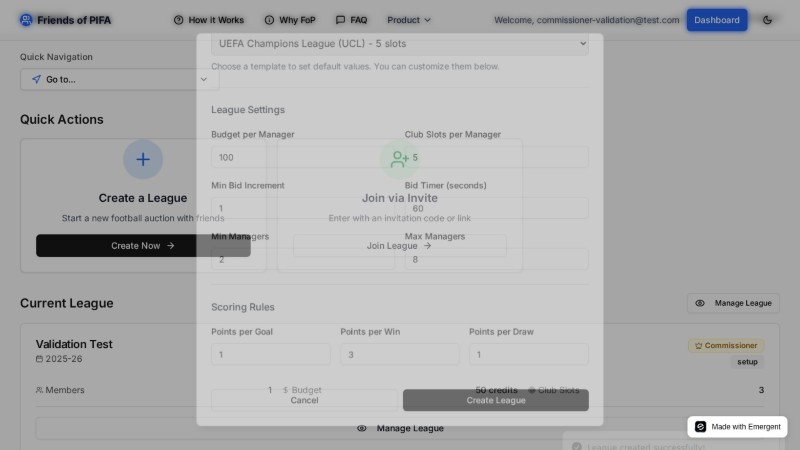 Friends of PIFA
How it Works
Why FoP
FAQ
Product
Welcome, commissioner-validation@test.com
Dashboard
Quick Navigation
Go to...
UEFA Champions League (UCL) - 5 slots
Choose a template to set default values. You can customize them below.
Quick Actions
Create a League
Start a new football auction with friends
Create Now
Join via Invite
Enter with an invitation code or link
Join League
League Settings
Budget per Manager
100
Club Slots per Manager
5
Min Bid Increment
1
Bid Timer (seconds)
60
Min Managers
2
Max Managers
8
Scoring Rules
Points per Goal
1
Points per Win
3
Points per Draw
1
Cancel
Create League
Current League
Manage League
Validation Test
2025-26
Commissioner
setup
Members
1
$ Budget
50 credits
Club Slots
3
Manage League
League created successfully!
Made with Emergent